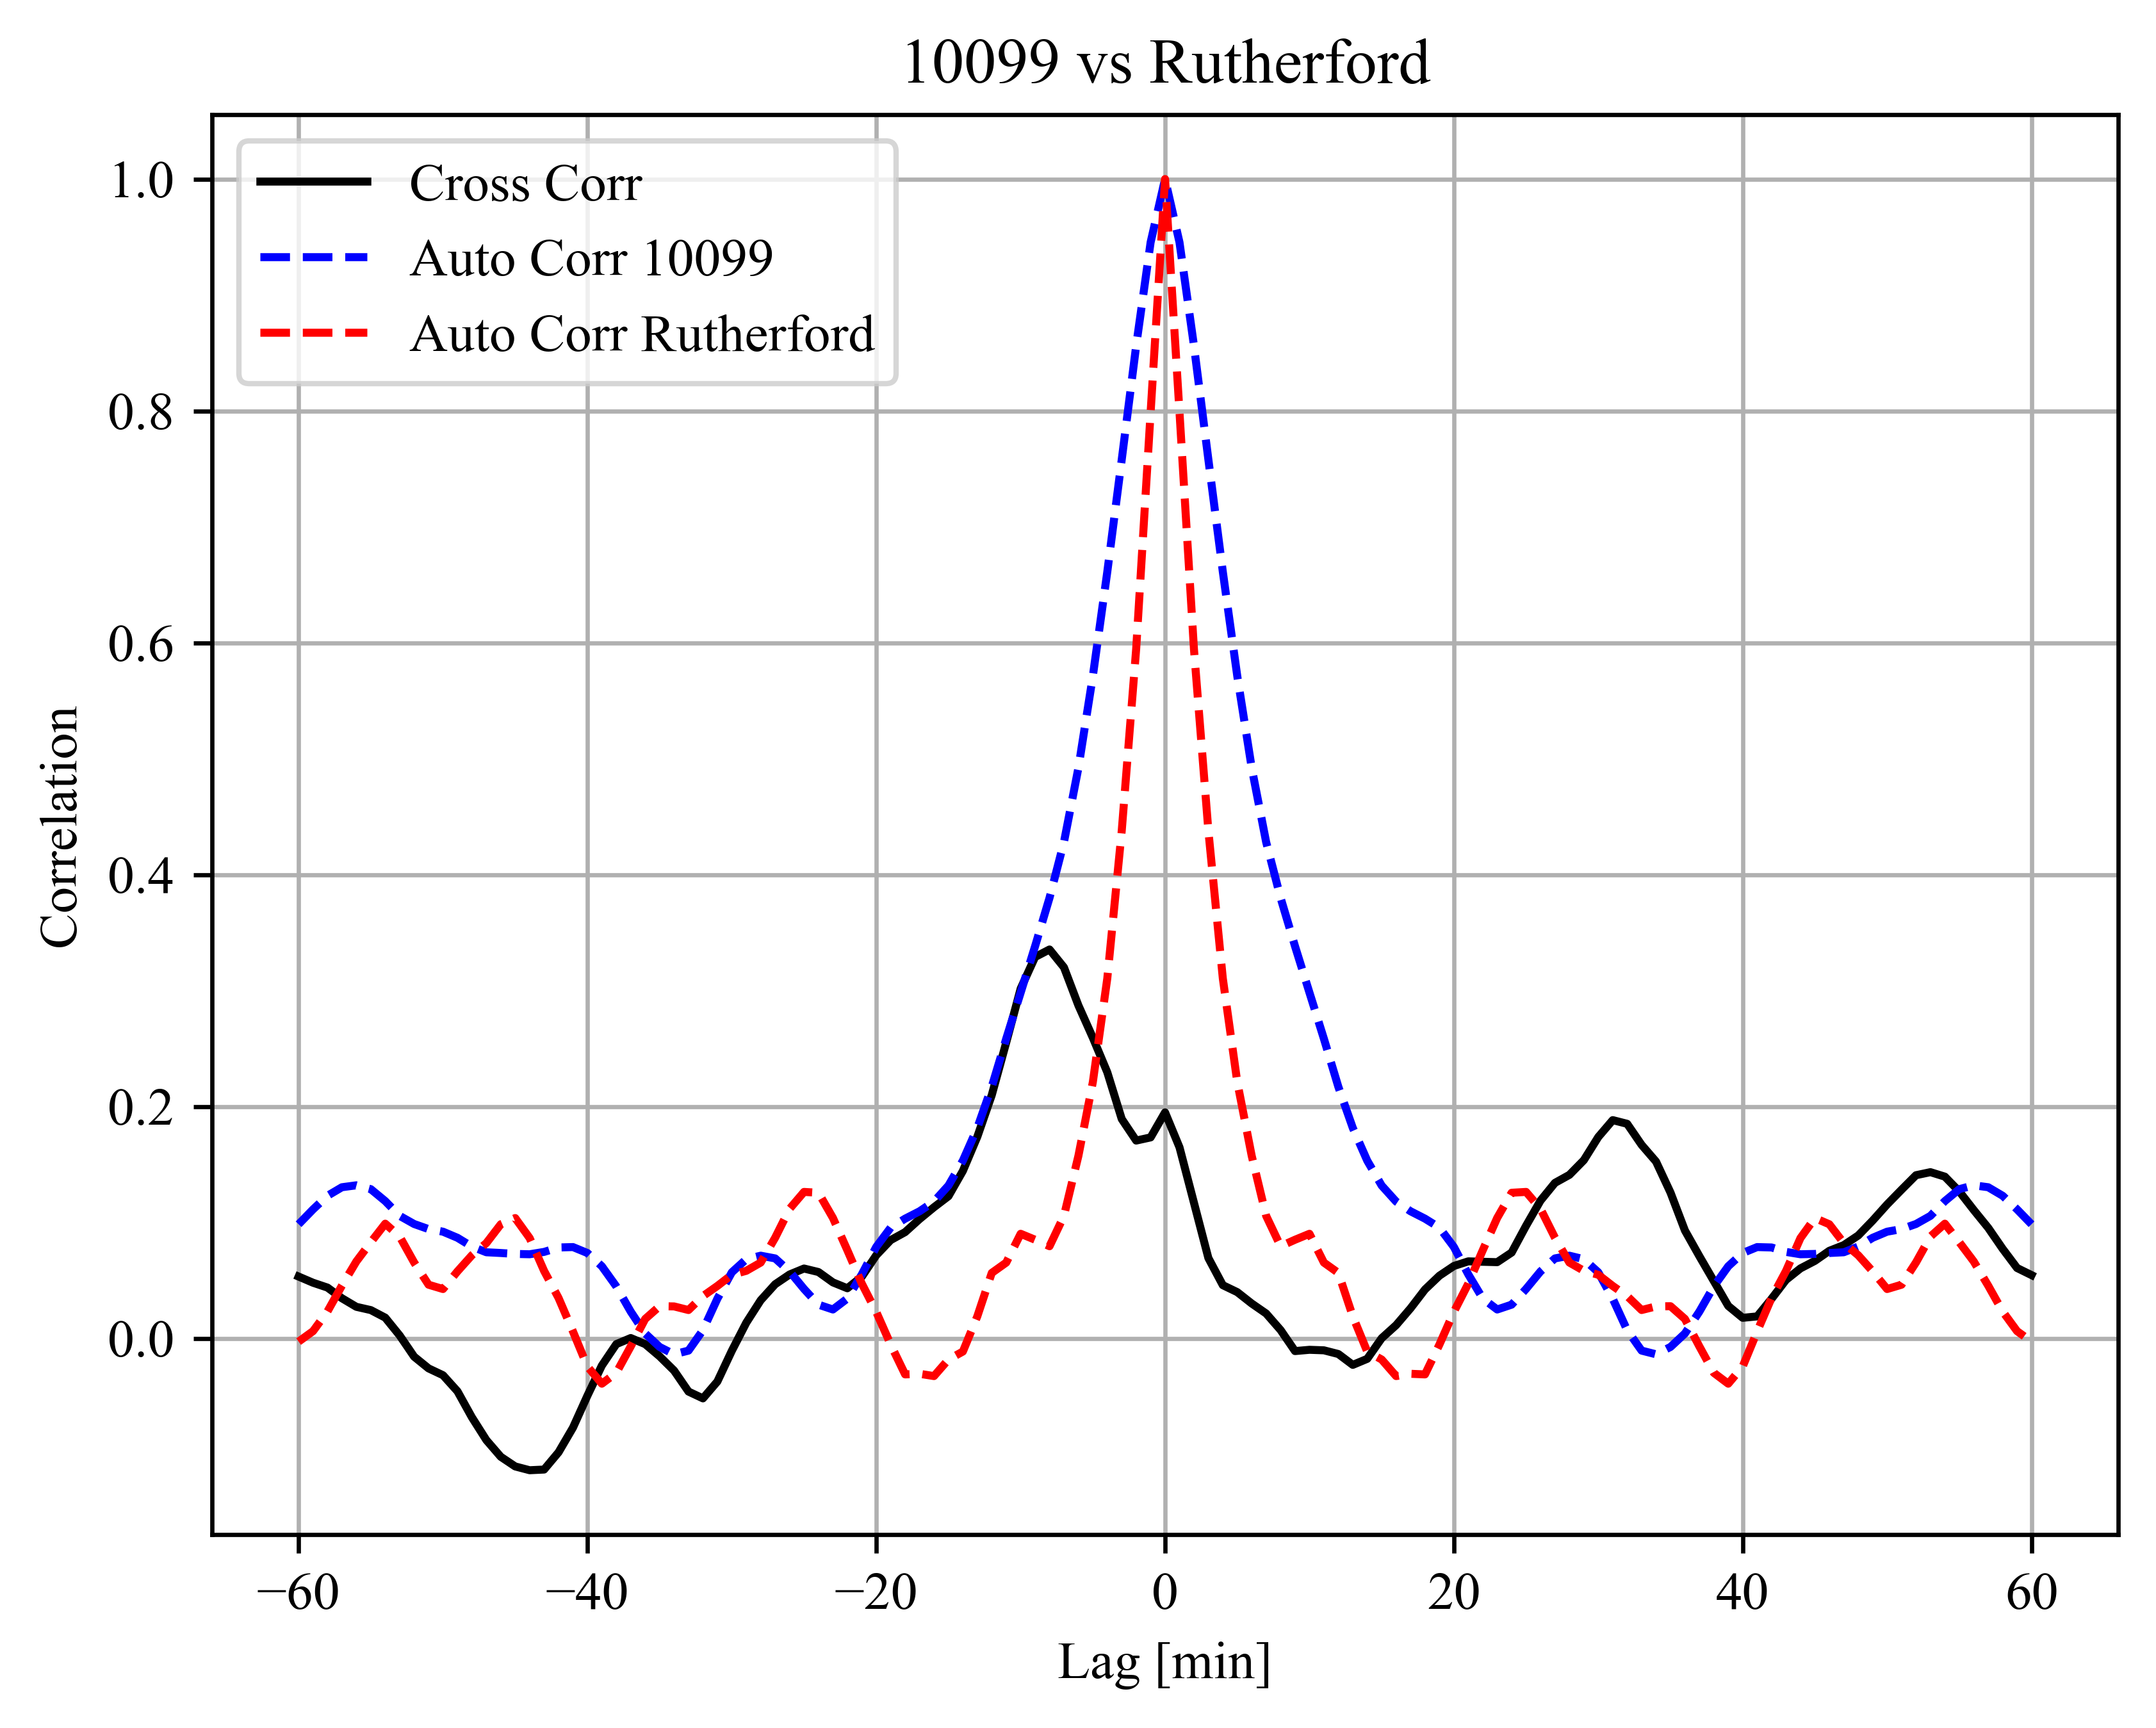 10099 vs Rutherford
Cross Corr
Auto Corr 10099
Auto Corr Rutherford
1.0
0.8
0.6
0.4
0.2
0.0
Correlation
−60 −40 −20 0 20 40 60
Lag [min]